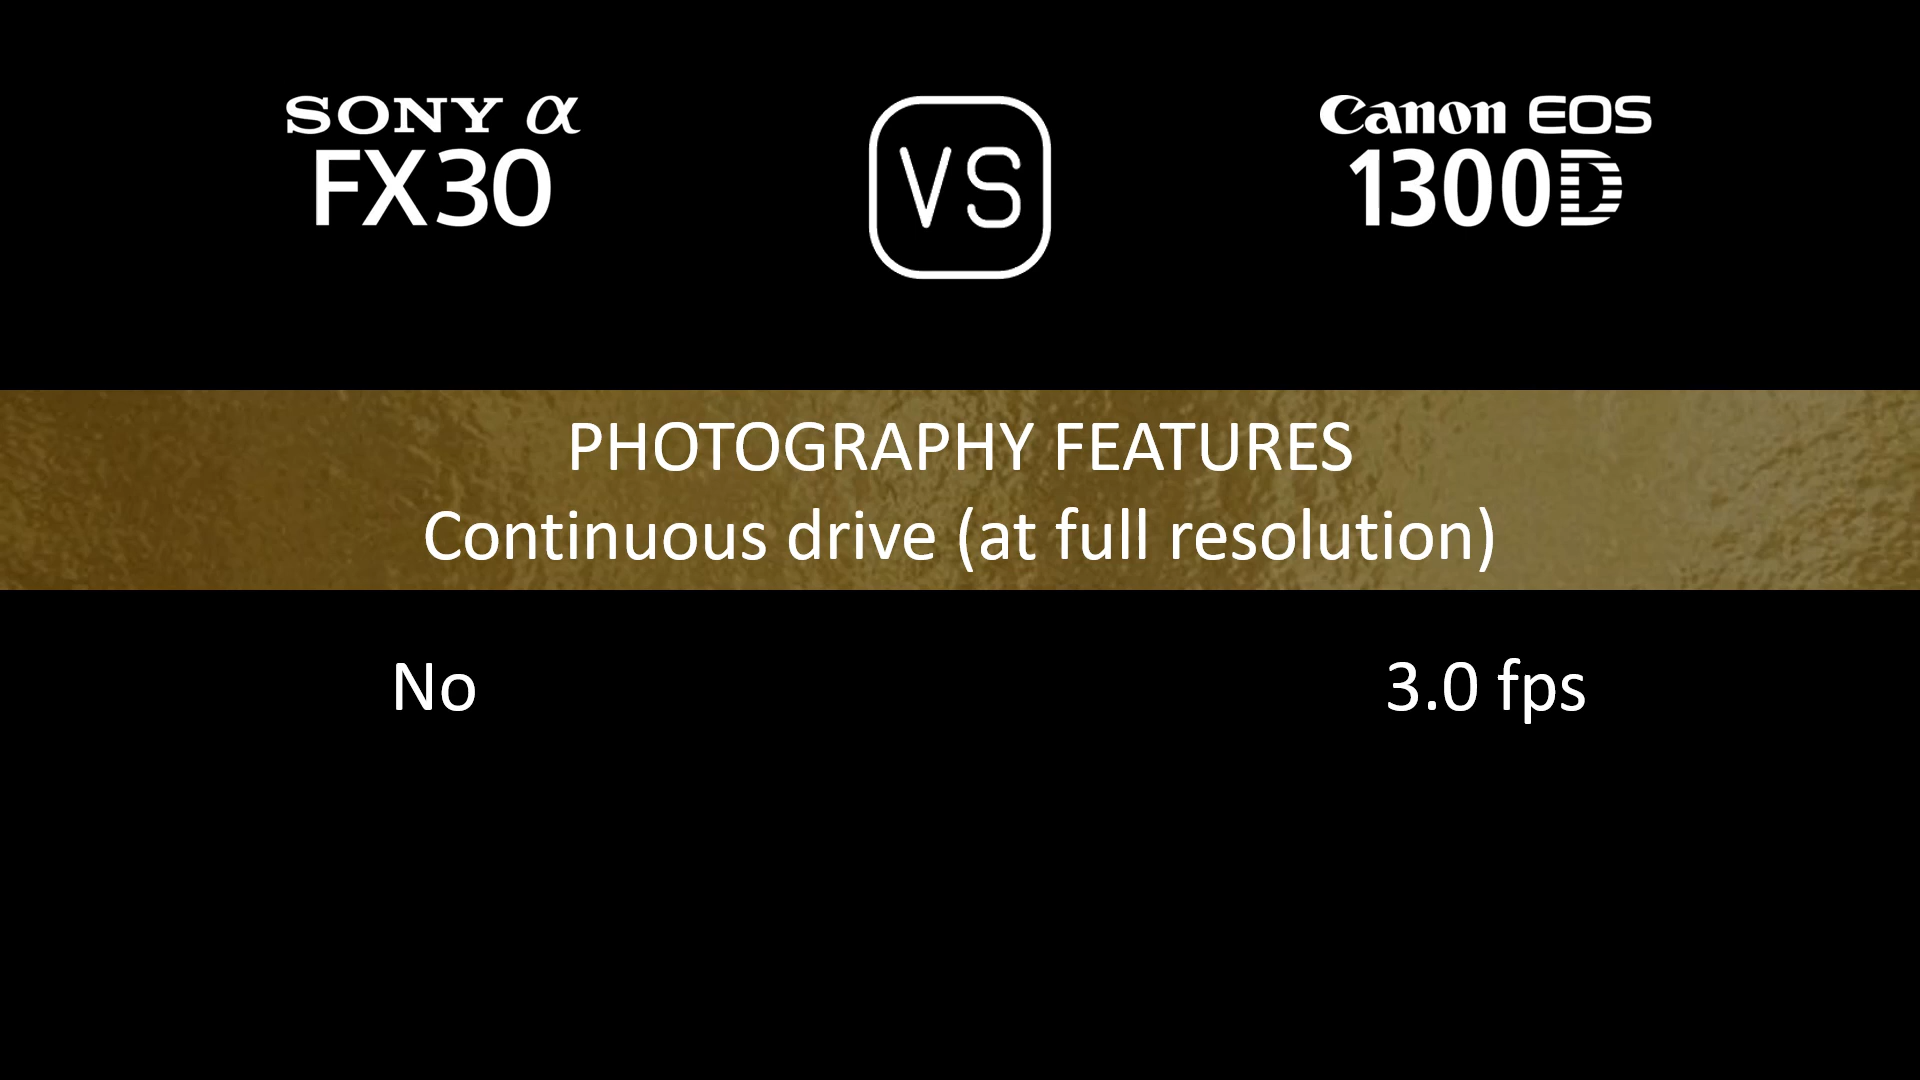 SONY α
FX30
VS
Canon EOS
1300D
PHOTOGRAPHY FEATURES
Continuous drive (at full resolution)
No
3.0 fps